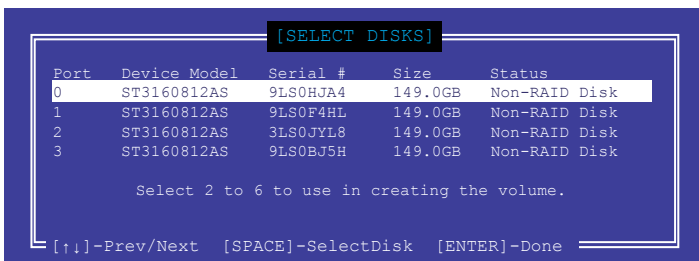 [SELECT DISKS]
Port Device Model Serial # Size Status
0 ST3160812AS 9LS0HJA4 149.0GB Non-RAID Disk
1 ST3160812AS 9LS0F4HL 149.0GB Non-RAID Disk
2 ST3160812AS 3LS0JYL8 149.0GB Non-RAID Disk
3 ST3160812AS 9LS0BJ5H 149.0GB Non-RAID Disk
Select 2 to 6 to use in creating the volume.
[↑↓]-Prev/Next [SPACE]-SelectDisk [ENTER]-Done